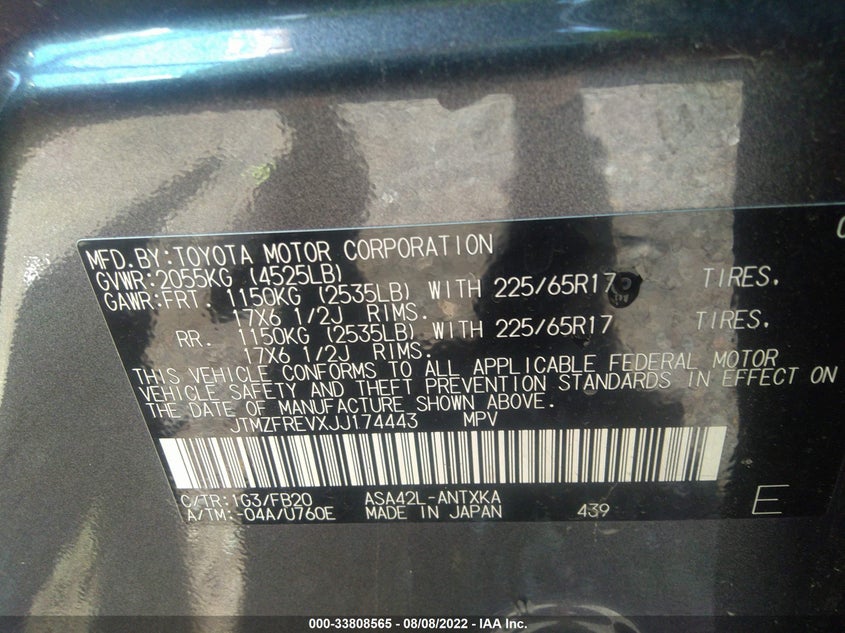 MFD.BY:TOYOTA MOTOR CORPORATION
GVWR:2055KG (4525LB)
GAWR:FRT. 1150KG (2535LB) WITH 225/65R17 TIRES.
17X6 1/2J RIMS.
RR. 1150KG (2535LB) WITH 225/65R17 TIRES.
17X6 1/2J RIMS.
THIS VEHICLE CONFORMS TO ALL APPLICABLE FEDERAL MOTOR
VEHICLE SAFETY AND THEFT PREVENTION STANDARDS IN EFFECT ON
THE DATE OF MANUFACTURE SHOWN ABOVE.
JTMZFREVXJJ174443 MPV
C/TR:1G3/FB20 ASA42L-ANTXKA
A/TM:-04A/U760E MADE IN JAPAN 439 E
000-33808565 - 08/08/2022 - IAA Inc.